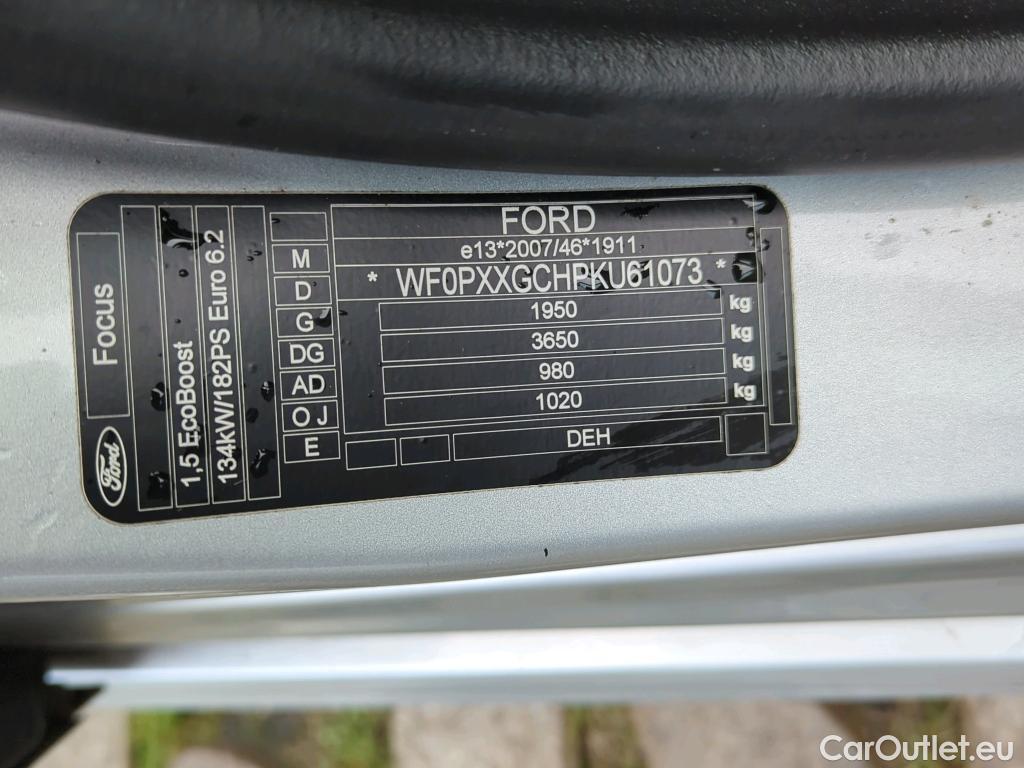 FORD
e13*2007/46*1911
* WF0PXXGCHPKU61073 *
1950 kg
3650 kg
980 kg
1020 kg
DEH
M
D
G
DG
AD
O J
E
134kW/182PS Euro 6.2
1,5 EcoBoost
Focus
Ford
CarOutlet.eu